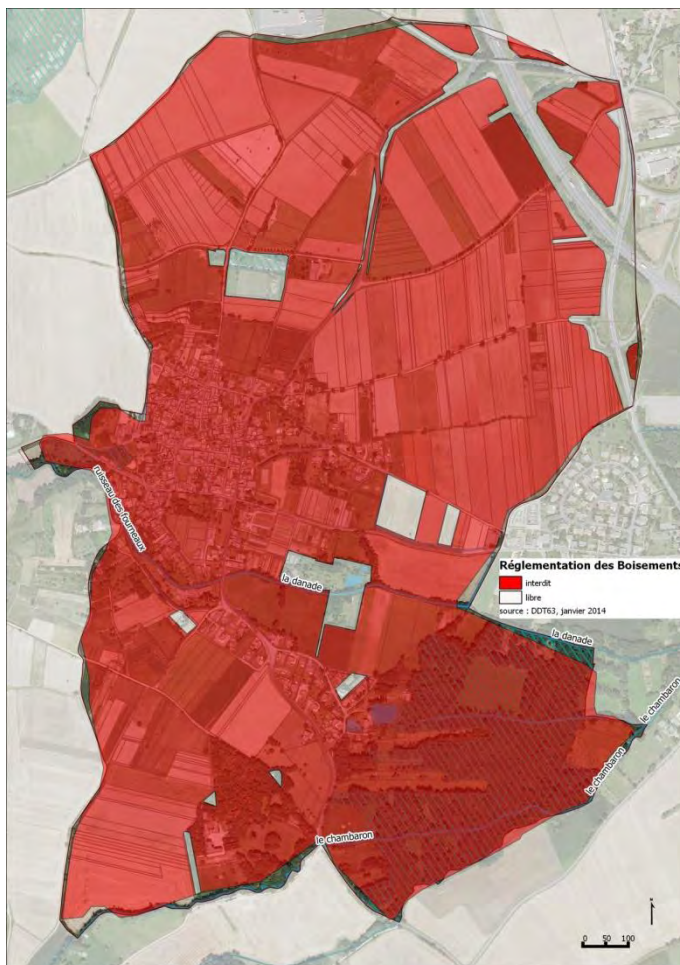 ruisseau des fourneaux
la danade
Réglementation des Boisements
interdit
libre
source : DDT63, janvier 2014
la danade
le chambaron
le chambaron
le chambaron
N
0 50 100